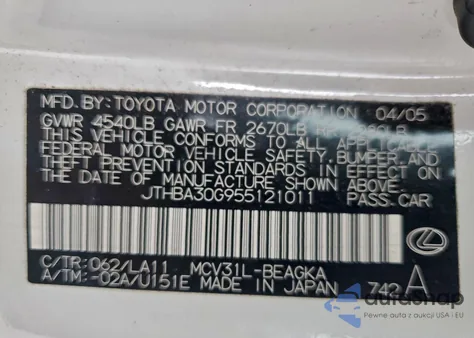 MFD. BY: TOYOTA MOTOR CORPORATION 04/05
GVWR 4540LB GAWR FR 2670LB
THIS VEHICLE CONFORMS TO ALL APPLICABLE
FEDERAL MOTOR VEHICLE SAFETY, BUMPER, AND
THEFT PREVENTION STANDARDS IN EFFECT ON
THE DATE OF MANUFACTURE SHOWN ABOVE.
JTHBA30G955121011 PASS.CAR
C/TR: 062/LA11 MCV31L-BEAGKA
A/TM: -02A/U151E MADE IN JAPAN 742 A
autosnap
Pewne auta z aukcji USA i EU